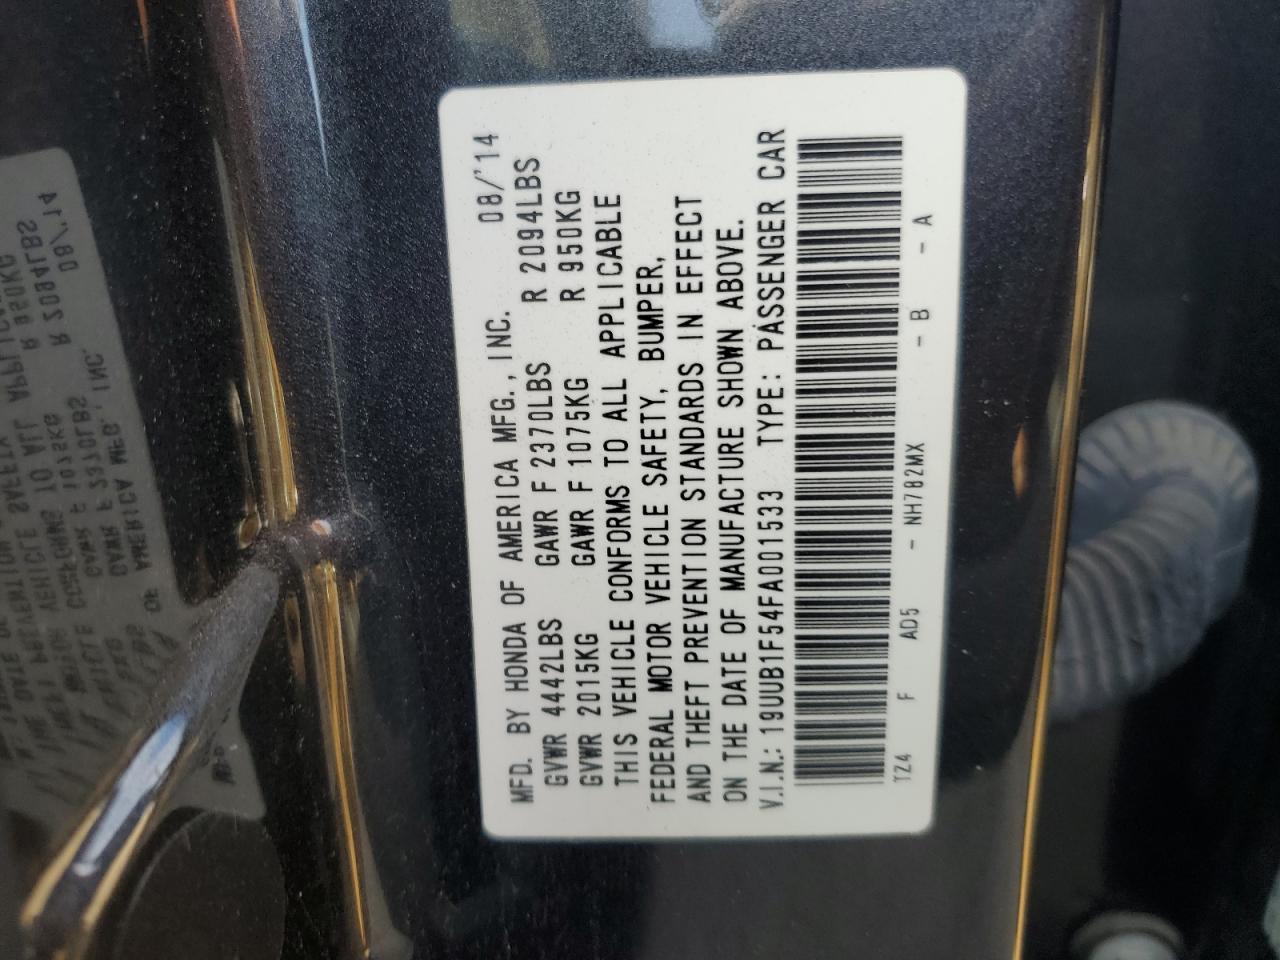 MFD. BY HONDA OF AMERICA MFG., INC. 08/'14
GVWR 4442LBS GAWR F 2370LBS R 2094LBS
GVWR 2015KG GAWR F 1075KG R 950KG
THIS VEHICLE CONFORMS TO ALL APPLICABLE
FEDERAL MOTOR VEHICLE SAFETY, BUMPER,
AND THEFT PREVENTION STANDARDS IN EFFECT
ON THE DATE OF MANUFACTURE SHOWN ABOVE.
V.I.N.: 19UUB1F54FA001533 TYPE: PASSENGER CAR
TZ4 F AD5 - NH782MX - B - A